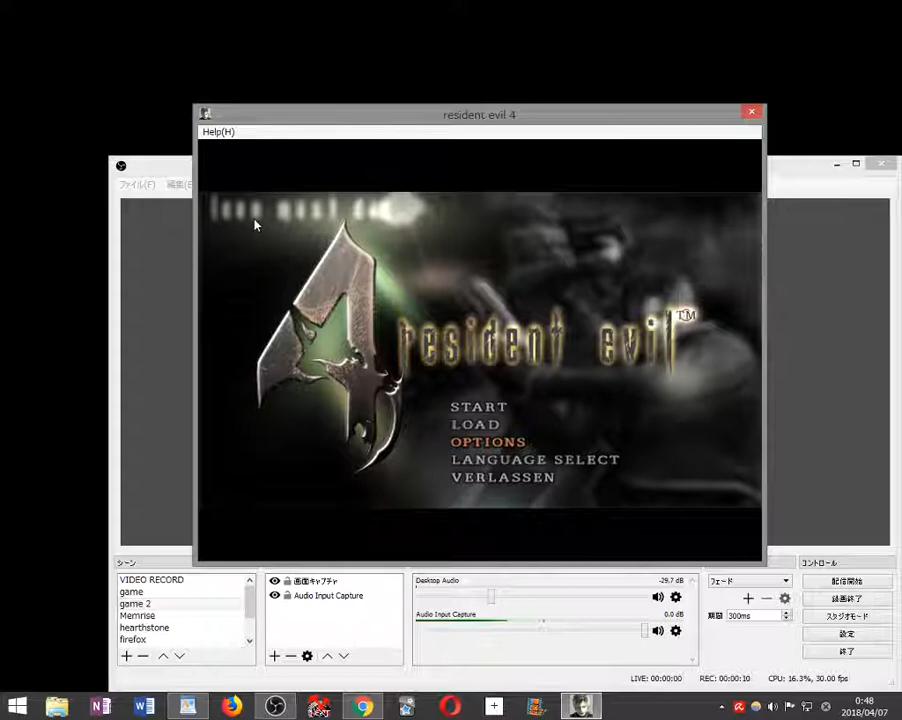 resident evil 4
Help(H)
ファイル(F)
4 resident evil™
START
LOAD
OPTIONS
LANGUAGE SELECT
VERLASSEN
シーン
VIDEO RECORD
game
game 2
Memrise
hearthstone
firefox
画面キャプチャ
Audio Input Capture
Desktop Audio
-29.7 dB
Audio Input Capture
0.0 dB
フェード
期間
300ms
コントロール
配信開始
録画終了
スタジオモード
設定
終了
LIVE: 00:00:00
REC: 00:00:10
CPU: 16.3%, 30.00 fps
0:48
2018/04/07